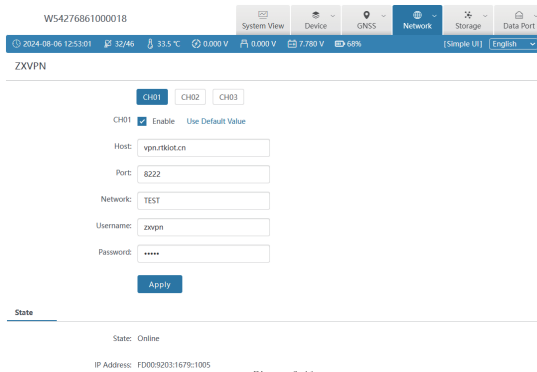 W54276861000018
System View
Device
GNSS
Network
Storage
Data Port
2024-08-06 12:53:01 32/46 33.5 ℃ 0.000 V 0.000 V 7.780 V 68% [Simple UI] English
ZXVPN
CH01 CH02 CH03
CH01 Enable Use Default Value
Host: vpn.rtkiot.cn
Port: 8222
Network: TEST
Username: zxvpn
Password: •••••
Apply
State
State: Online
IP Address: FD00:9203:1679::1005